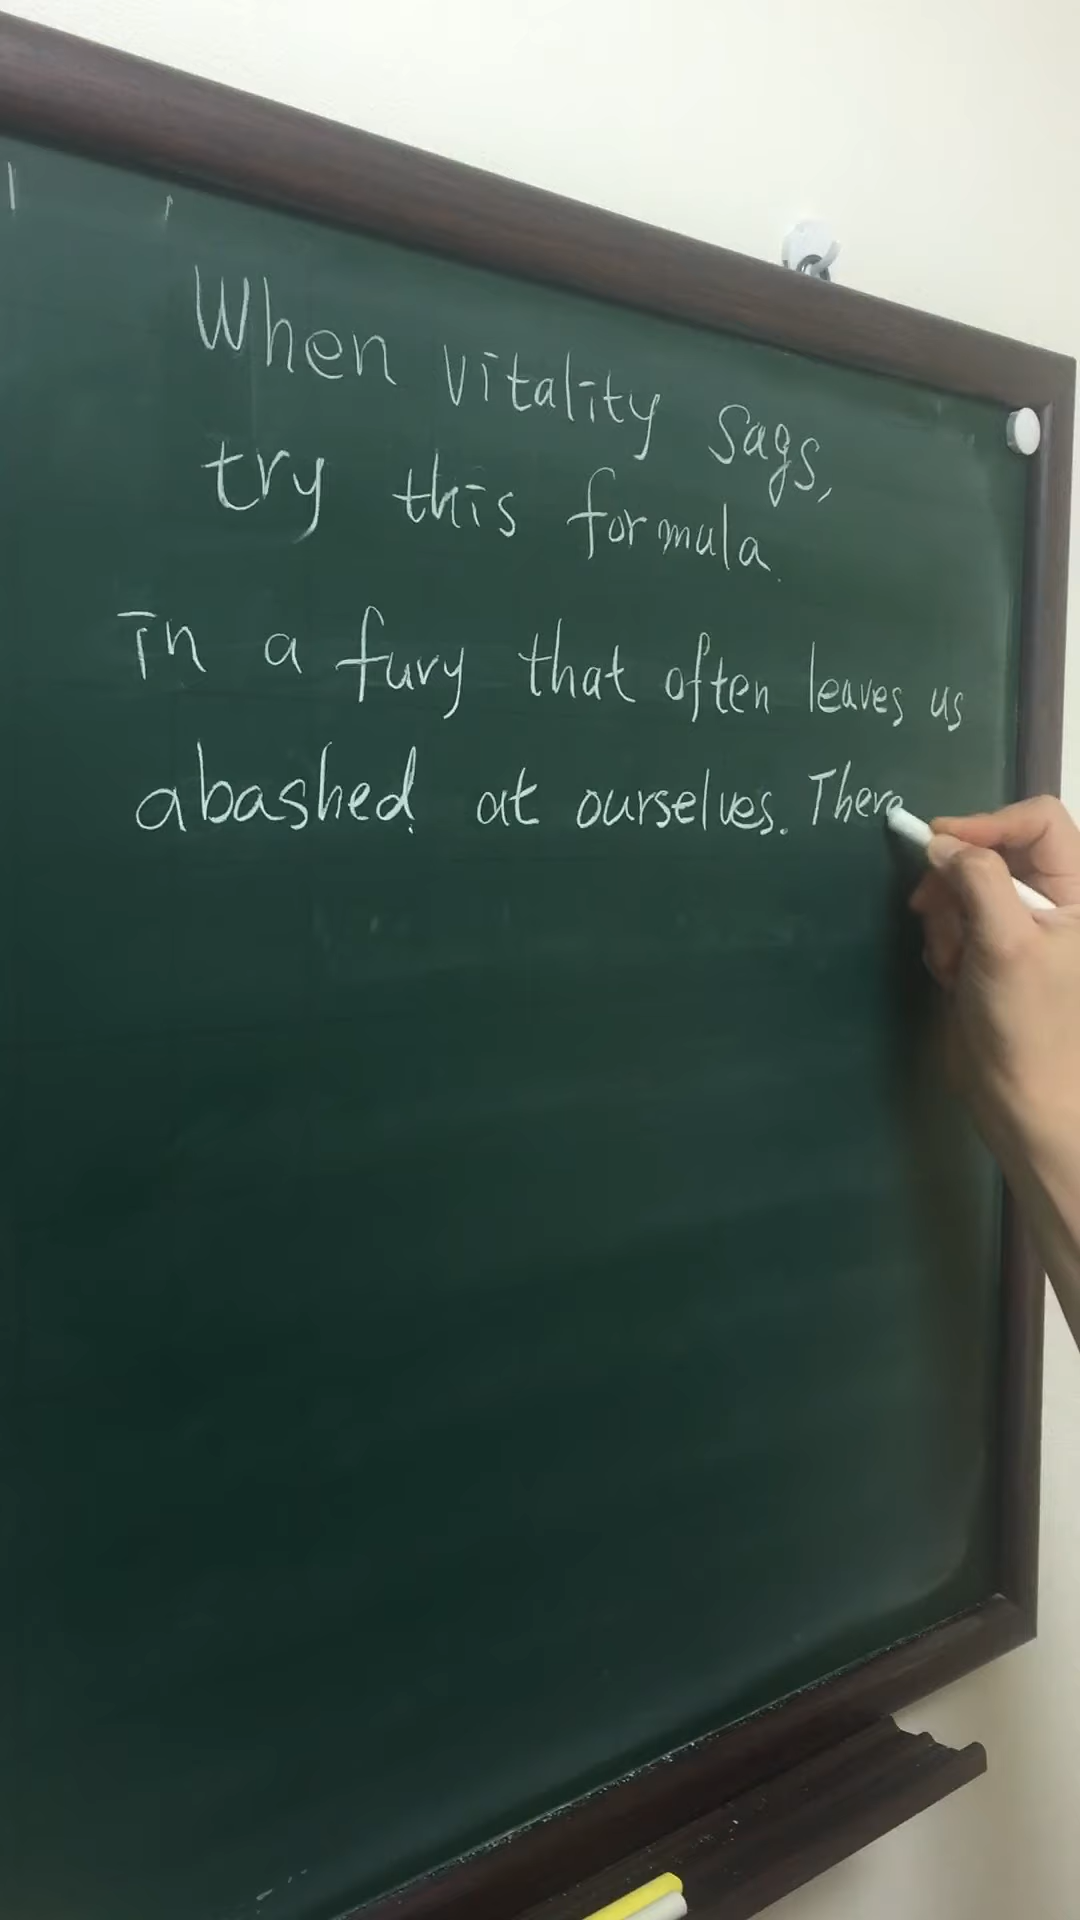 When vitality sags,
try this formula.
in a fury that often leaves us
abashed at ourselves. There